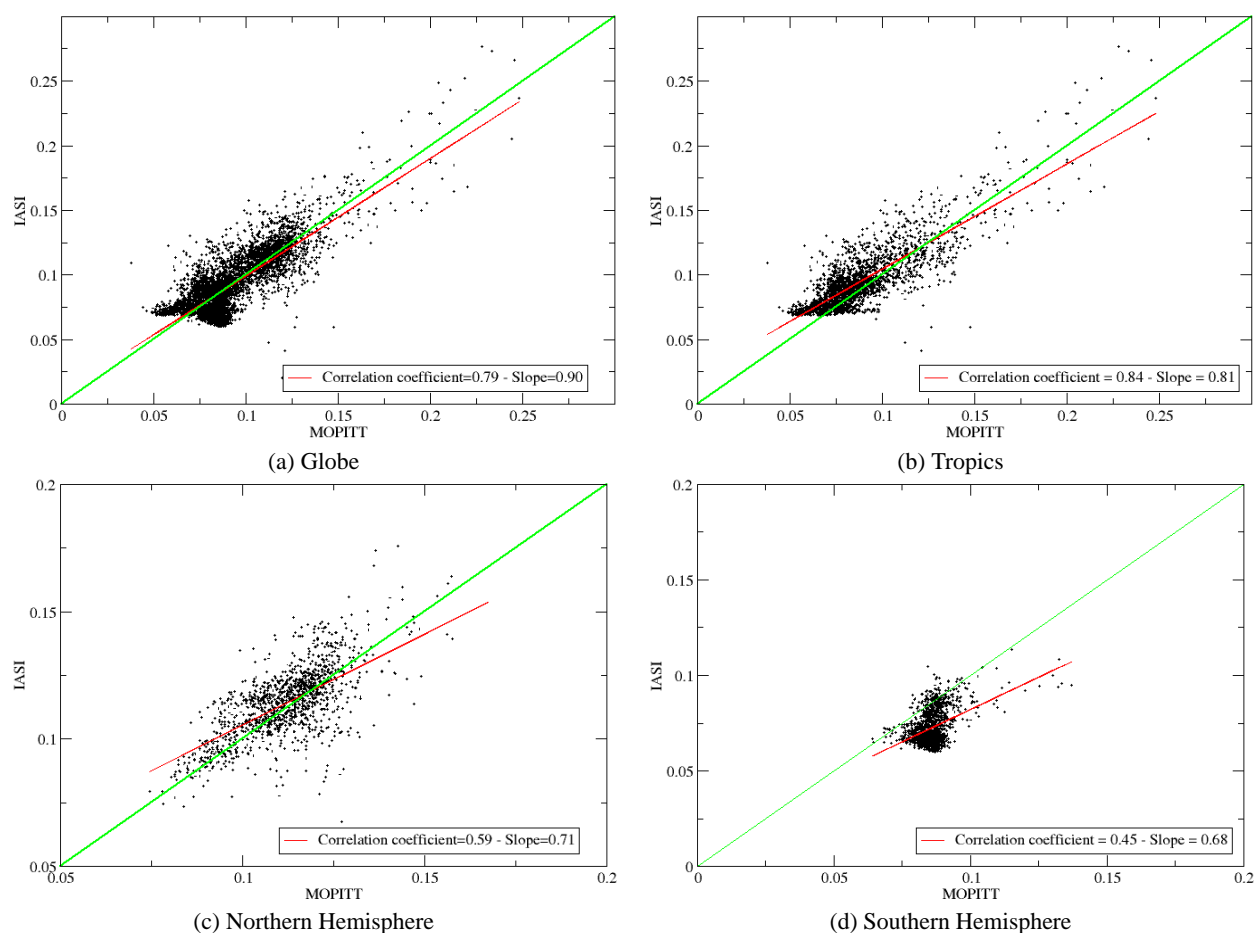 IASI
0.25
0.2
0.15
0.1
0.05
0
0 0.05 0.1 0.15 0.2 0.25
MOPITT
Correlation coefficient=0.79 - Slope=0.90
(a) Globe
IASI
0.25
0.2
0.15
0.1
0.05
0
0 0.05 0.1 0.15 0.2 0.25
MOPITT
Correlation coefficient = 0.84 - Slope = 0.81
(b) Tropics
IASI
0.2
0.15
0.1
0.05
0.05 0.1 0.15 0.2
MOPITT
Correlation coefficient=0.59 - Slope=0.71
(c) Northern Hemisphere
IASI
0.2
0.15
0.1
0.05
0
0 0.05 0.1 0.15 0.2
MOPITT
Correlation coefficient = 0.45 - Slope = 0.68
(d) Southern Hemisphere